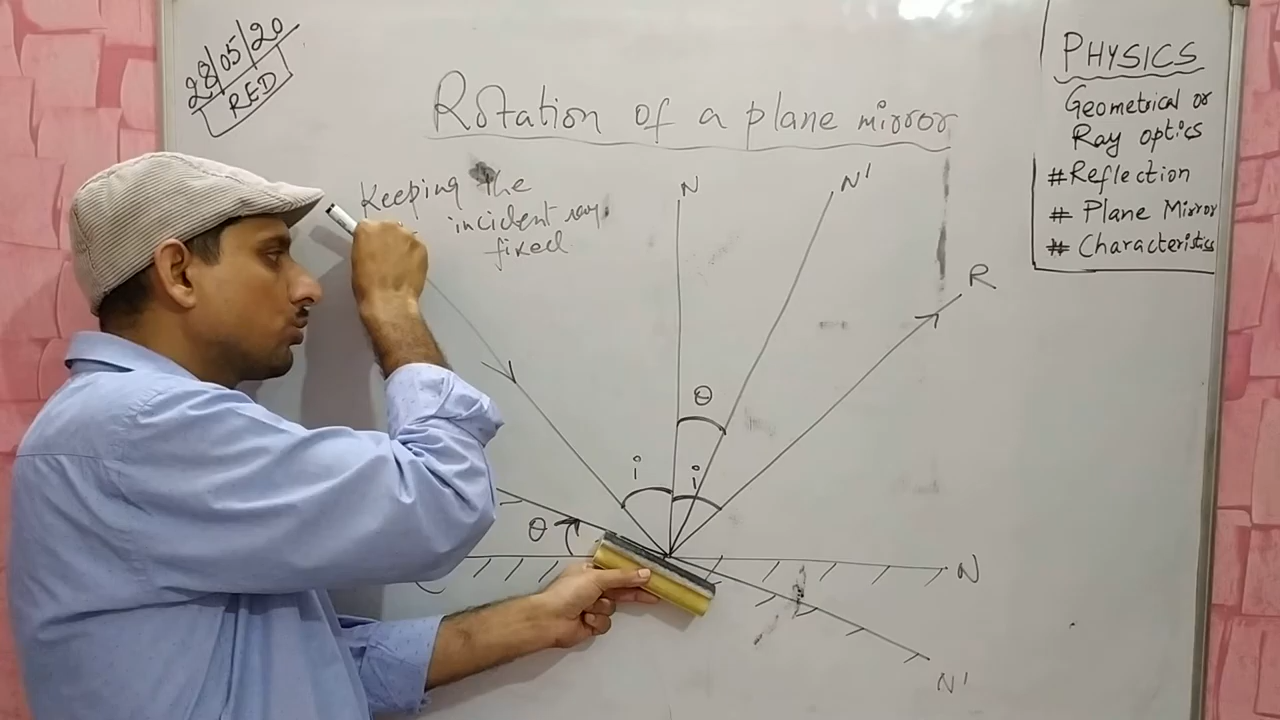 28/05/20
RED
Rotation of a plane mirror
PHYSICS
Geometrical or
Ray optics
#Reflection
# Plane Mirror
# Characteristics
Keeping the
incident ray
fixed
N
N'
R
θ
i
i
θ
N
N'